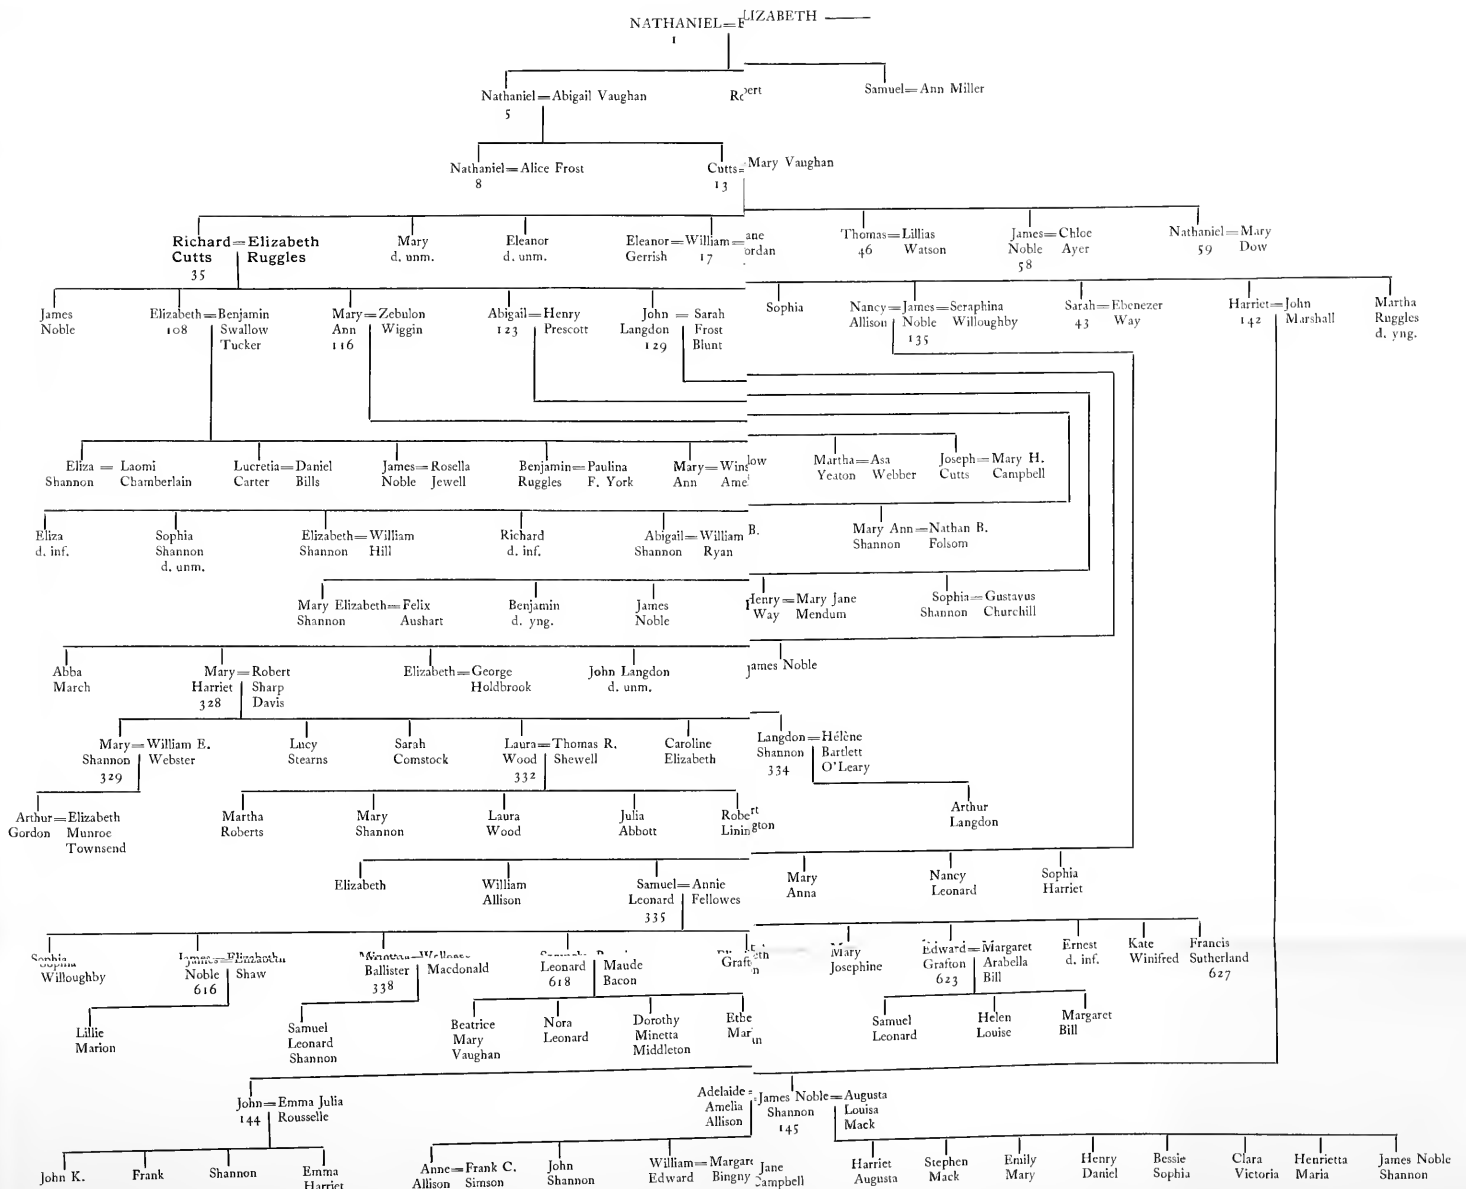 NATHANIEL=ELIZABETH
1
Nathaniel=Abigail Vaughan
5
Samuel=Ann Miller
Nathaniel=Alice Frost
8
Cutts=Mary Vaughan
13
Richard=Elizabeth
Cutts Ruggles
35
Mary
d. unm.
Eleanor
d. unm.
Eleanor=William=
Gerrish 17
Thomas=Lillias
46 Watson
James=Chloe
Noble Ayer
58
Nathaniel=Mary
59 Dow
James
Noble
Elizabeth=Benjamin
108 Swallow
Tucker
Mary=Zebulon
Ann Wiggin
116
Abigail=Henry
123 Prescott
John = Sarah
Langdon Frost
129 Blunt
Sophia
Nancy=James=Seraphina
Allison Noble Willoughby
135
Sarah=Ebenezer
43 Way
Harriet=John
142 Marshall
Martha
Ruggles
d. yng.
Eliza = Laomi
Shannon Chamberlain
Lucretia=Daniel
Carter Bills
James=Rosella
Noble Jewell
Benjamin=Paulina
Ruggles F. York
Mary=
Ann
Martha=Asa
Yeaton Webber
Joseph=Mary H.
Cutts Campbell
Eliza
d. inf.
Sophia
Shannon
d. unm.
Elizabeth=William
Shannon Hill
Richard
d. inf.
Abigail=William B.
Shannon Ryan
Mary Ann=Nathan B.
Shannon Folsom
Mary Elizabeth=Felix
Shannon Aushart
Benjamin
d. yng.
James
Noble
Henry=Mary Jane
Way Mendum
Sophia=Gustavus
Shannon Churchill
Abba
March
Mary=Robert
Harriet Sharp
328 Davis
Elizabeth=George
Holdbrook
John Langdon
d. unm.
James Noble
Mary=William E.
Shannon Webster
329
Lucy
Stearns
Sarah
Comstock
Laura=Thomas R.
Wood Shewell
332
Caroline
Elizabeth
Langdon=Hélène
Shannon Bartlett
334 O'Leary
Arthur=Elizabeth
Gordon Munroe
Townsend
Martha
Roberts
Mary
Shannon
Laura
Wood
Julia
Abbott
Robert
Linington
Arthur
Langdon
Elizabeth
William
Allison
Samuel=Annie
Leonard Fellowes
335
Mary
Anna
Nancy
Leonard
Sophia
Harriet
Sophia
Willoughby
James=Elizabeth
Noble Shaw
616
Ballister Macdonald
338
Leonard Maude
618 Bacon
Grafton
Mary
Josephine
Edward=Margaret
Grafton Arabella
623 Bill
Ernest
d. inf.
Kate
Winifred
Francis
Sutherland
627
Lillie
Marion
Samuel
Leonard
Shannon
Beatrice
Mary
Vaughan
Nora
Leonard
Dorothy
Minetta
Middleton
Samuel
Leonard
Helen
Louise
Margaret
Bill
John=Emma Julia
144 Rousselle
Adelaide=James Noble=Augusta
Amelia Shannon Louisa
Allison 145 Mack
John K.
Frank
Shannon
Emma
Harriet
Anne=Frank C.
Allison Simson
John
Shannon
William=
Edward
Jane
Campbell
Harriet
Augusta
Stephen
Mack
Emily
Mary
Henry
Daniel
Bessie
Sophia
Clara
Victoria
Henrietta
Maria
James Noble
Shannon